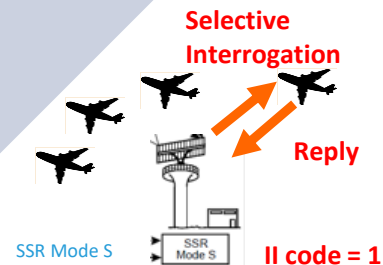 Selective
Interrogation
Reply
SSR
Mode S
SSR Mode S
II code = 1